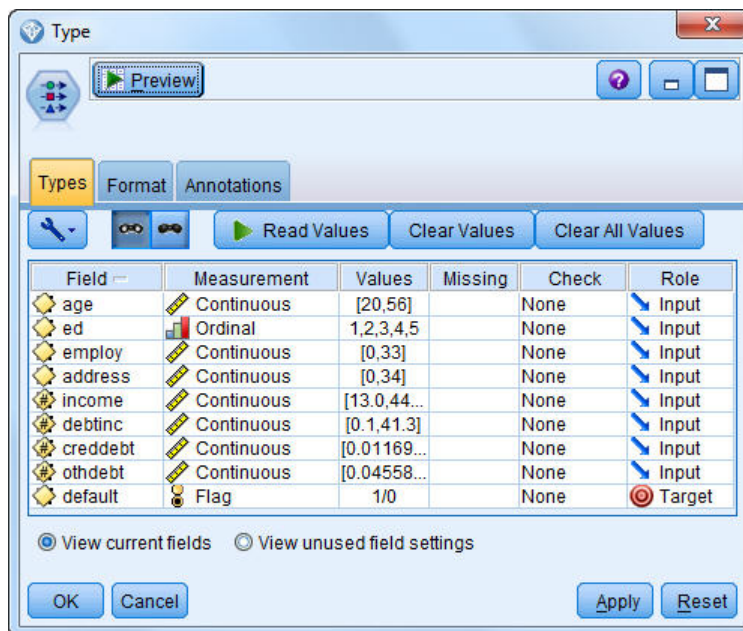 Type
Preview
Types Format Annotations
Read Values Clear Values Clear All Values
Field Measurement Values Missing Check Role
age Continuous [20,56] None Input
ed Ordinal 1,2,3,4,5 None Input
employ Continuous [0,33] None Input
address Continuous [0,34] None Input
income Continuous [13.0,44... None Input
debtinc Continuous [0.1,41.3] None Input
creddebt Continuous [0.01169... None Input
othdebt Continuous [0.04558... None Input
default Flag 1/0 None Target
View current fields View unused field settings
OK Cancel Apply Reset